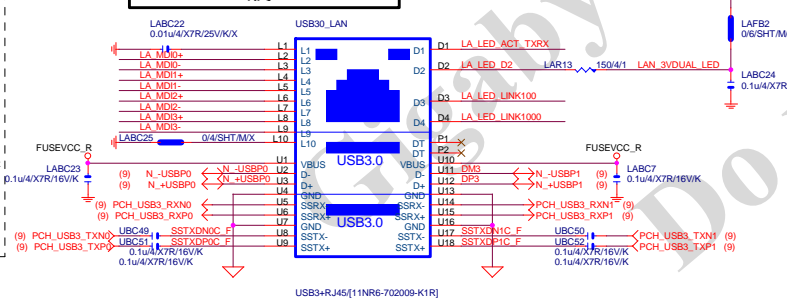 LABC22
0.01u/4/X7R/25V/K/X
USB30_LAN
LAFB2
0/6/SHT/M/
L1 L1 D1 D1 LA_LED_ACT_TXRX
LA_MDI0+ L2 L2
LA_MDI0- L3 L3 D2 D2 LA_LED_D2 LAR13 150/4/1 LAN_3VDUAL_LED
LA_MDI1+ L4 L4
LA_MDI1- L5 L5
LABC24
0.1u/4/X7R
LA_MDI2+ L6 L6 D3 D3 LA_LED_LINK100
LA_MDI2- L7 L7
LA_MDI3+ L8 L8 D4 D4 LA_LED_LINK1000
LA_MDI3- L9 L9
LABC25 0/4/SHT/M/X L10 L10 DT P1
DT P2
FUSEVCC_R USB3.0 FUSEVCC_R
U1 VBUS VBUS U10
LABC23 (9) N_-USBP0 N_-USBP0 U2 D- D- U11 DM3 N_-USBP1 (9) LABC7
0.1u/4/X7R/16V/K (9) N_+USBP0 N_+USBP0 U3 D+ D+ U12 DP3 N_+USBP1 (9) 0.1u/4/X7R/16V/K
U4 GND GND U13
(9) PCH_USB3_RXN0 U5 SSRX- SSRX- U14 PCH_USB3_RXN1 (9)
(9) PCH_USB3_RXP0 U6 SSRX+ SSRX+ U15 PCH_USB3_RXP1 (9)
U7 GND USB3.0 GND U16
(9) PCH_USB3_TXN0 UBC49 SSTXDN0C_F U8 SSTX- SSTX- U17 SSTXDN1C_F UBC50 PCH_USB3_TXN1 (9)
(9) PCH_USB3_TXP0 UBC51 SSTXDP0C_F U9 SSTX+ SSTX+ U18 SSTXDP1C_F UBC52 PCH_USB3_TXP1 (9)
0.1u/4/X7R/16V/K 0.1u/4/X7R/16V/K
0.1u/4/X7R/16V/K 0.1u/4/X7R/16V/K
USB3+RJ45/[11NR6-702009-K1R]
Gigaby
Do